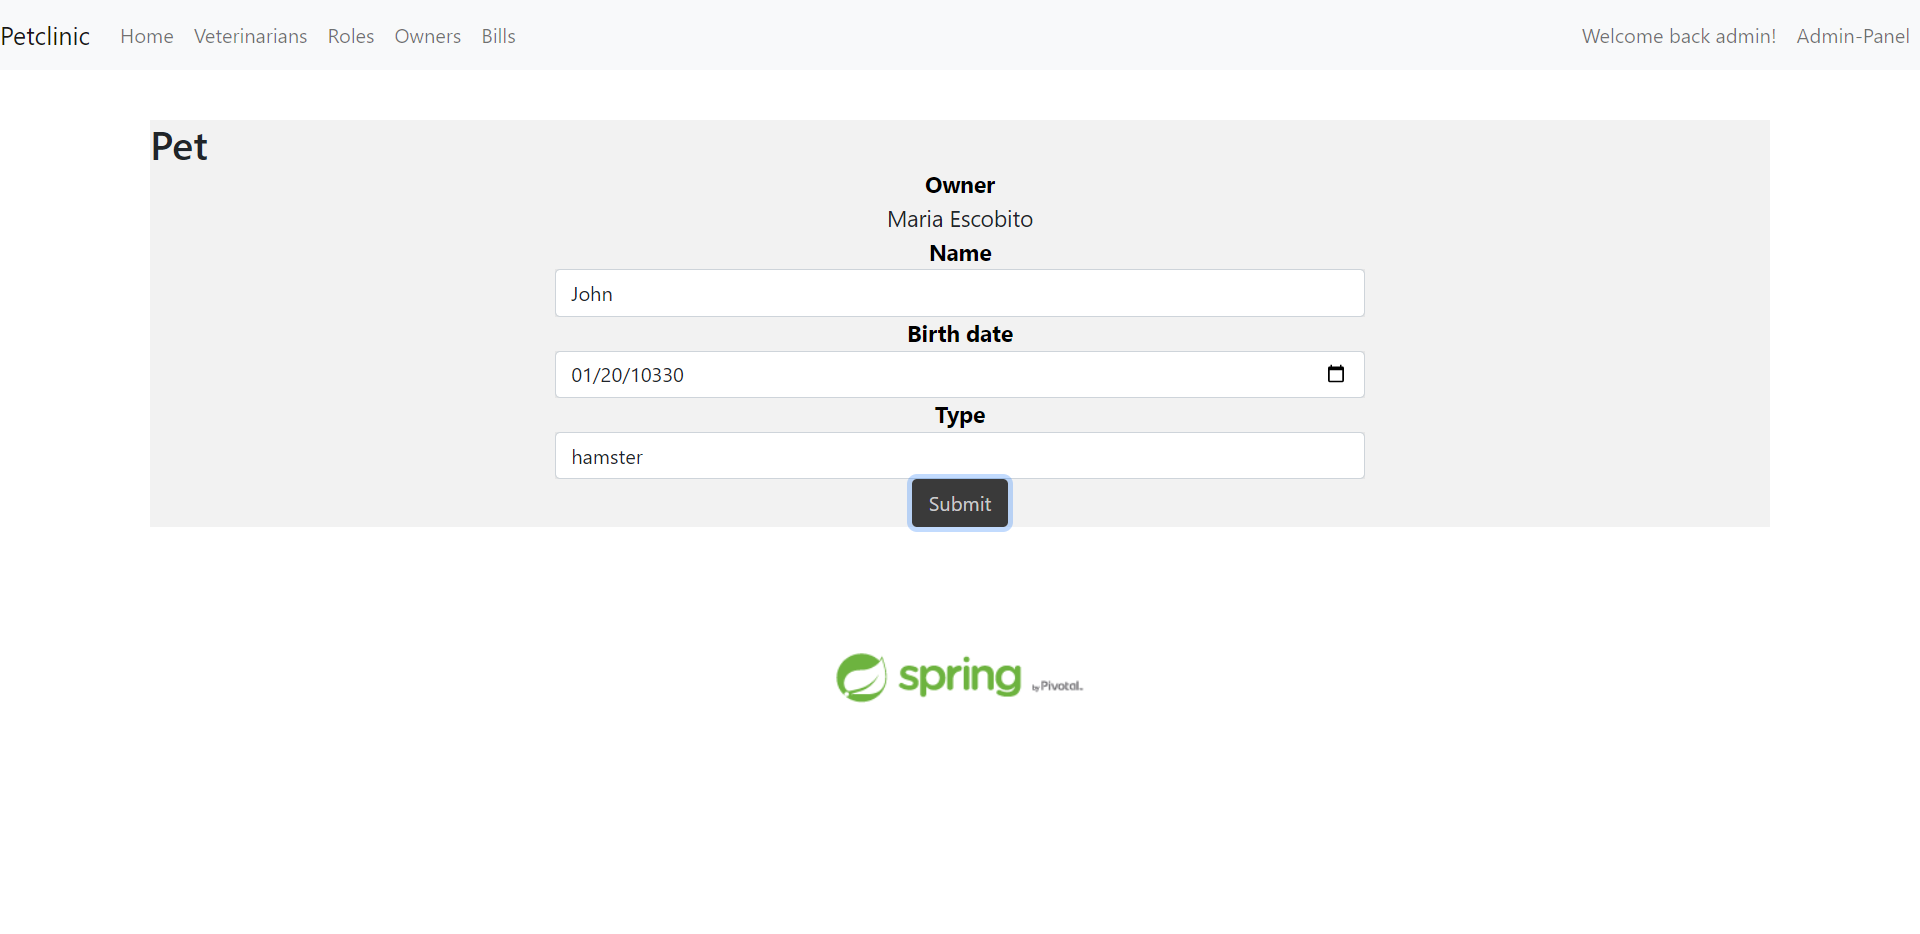 Petclinic Home Veterinarians Roles Owners Bills Welcome back admin! Admin-Panel
Pet
Owner
Maria Escobito
Name
John
Birth date
01/20/10330
Type
hamster
Submit
spring by Pivotal